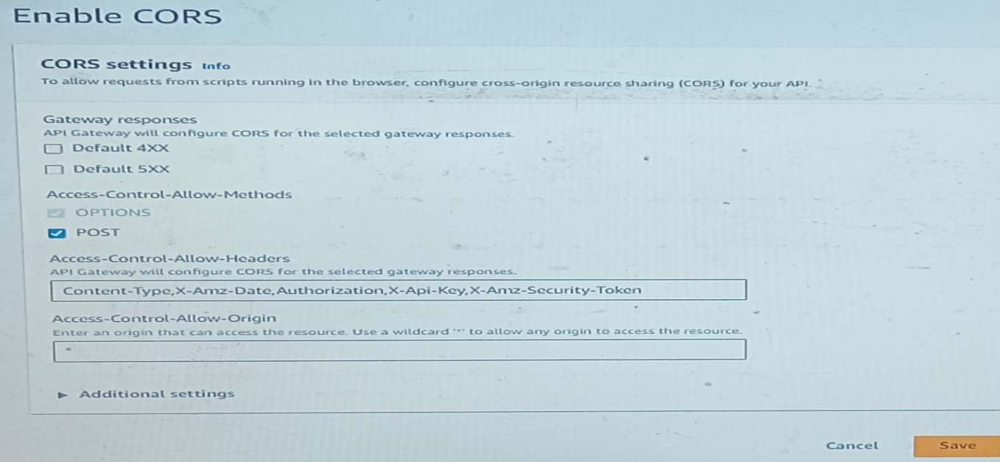 Enable CORS
CORS settings Info
To allow requests from scripts running in the browser, configure cross-origin resource sharing (CORS) for your API.
Gateway responses
API Gateway will configure CORS for the selected gateway responses.
Default 4XX
Default 5XX
Access-Control-Allow-Methods
OPTIONS
POST
Access-Control-Allow-Headers
API Gateway will configure CORS for the selected gateway responses.
Content-Type,X-Amz-Date,Authorization,X-Api-Key,X-Amz-Security-Token
Access-Control-Allow-Origin
Enter an origin that can access the resource. Use a wildcard '*' to allow any origin to access the resource.
*
Additional settings
Cancel Save